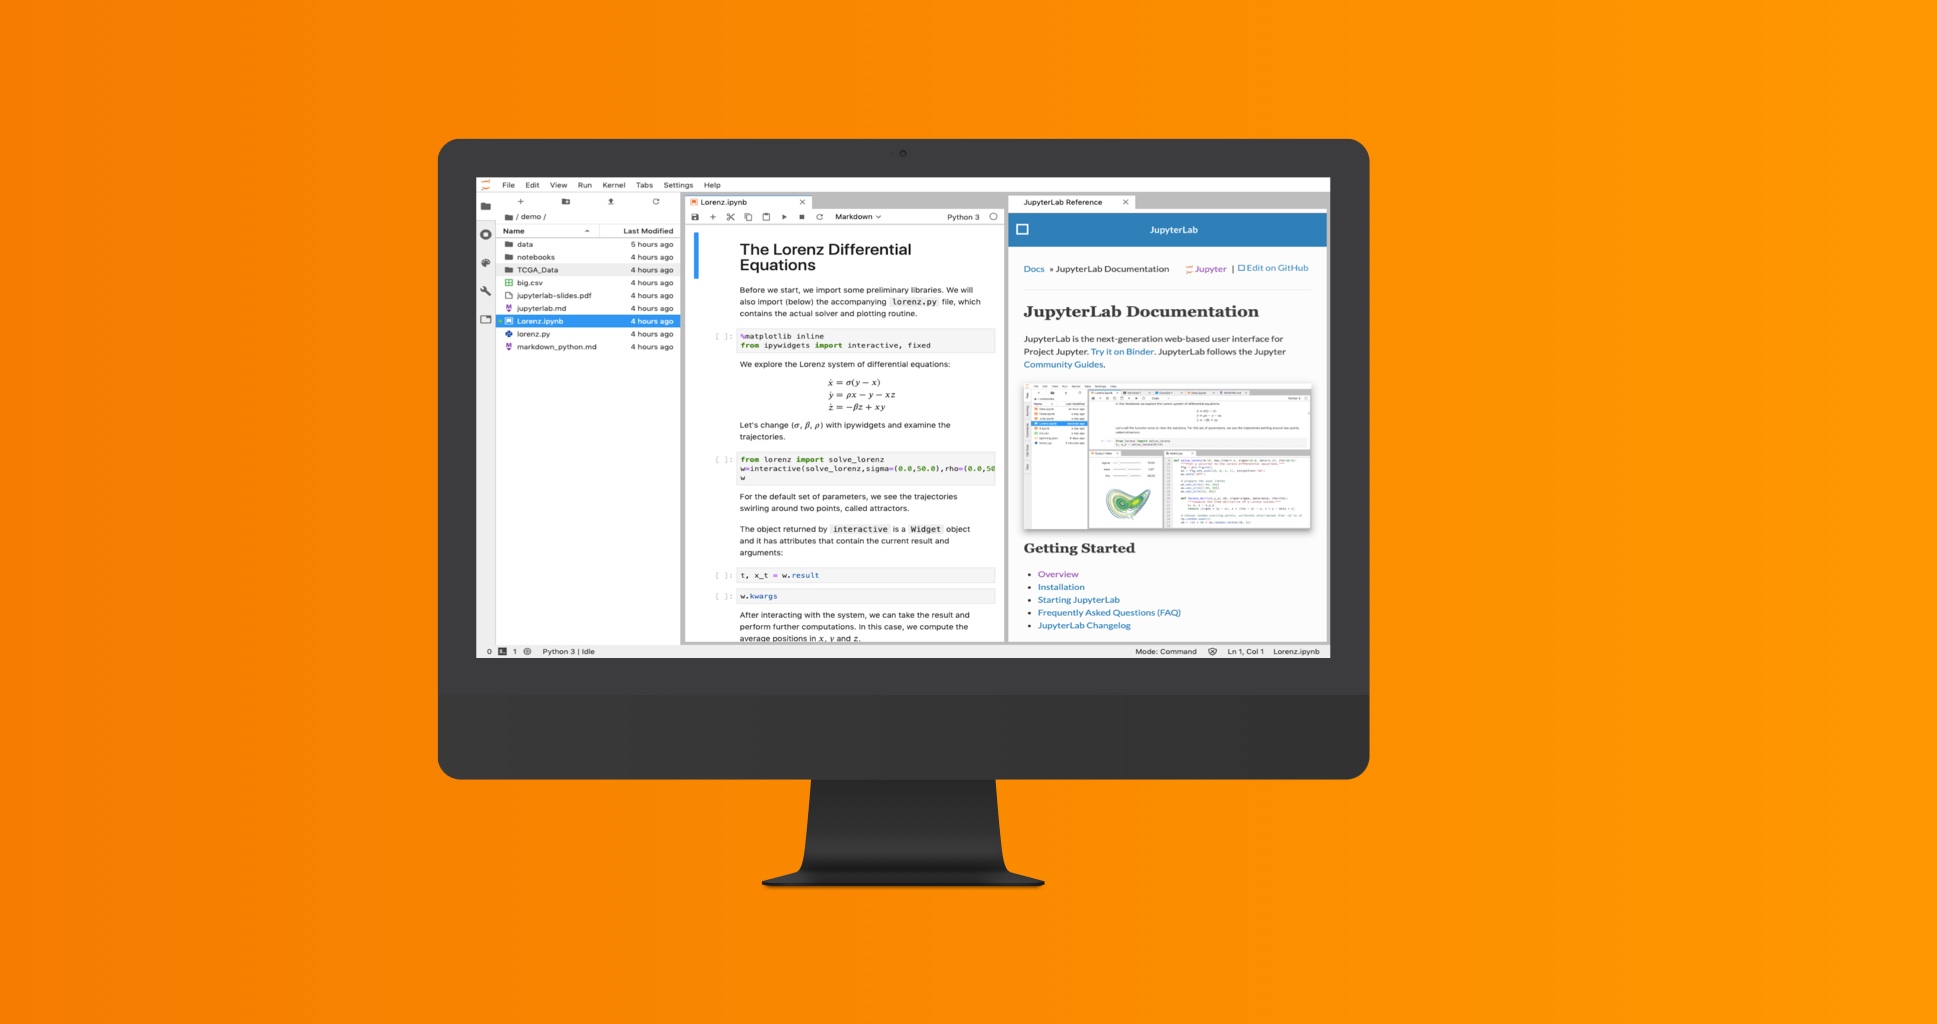 File Edit View Run Kernel Tabs Settings Help
/ demo /
Name Last Modified
data 5 hours ago
notebooks 4 hours ago
TCGA_Data 4 hours ago
big.csv 4 hours ago
jupyterlab-slides.pdf 4 hours ago
jupyterlab.md 4 hours ago
Lorenz.ipynb 4 hours ago
lorenz.py 4 hours ago
markdown_python.md 4 hours ago
Lorenz.ipynb
Markdown Python 3
The Lorenz Differential
Equations
Before we start, we import some preliminary libraries. We will
also import (below) the accompanying lorenz.py file, which
contains the actual solver and plotting routine.
[ ]: %matplotlib inline
from ipywidgets import interactive, fixed
We explore the Lorenz system of differential equations:
ẋ = σ(y − x)
ẏ = ρx − y − xz
ż = −βz + xy
Let's change (σ, β, ρ) with ipywidgets and examine the
trajectories.
[ ]: from lorenz import solve_lorenz
w=interactive(solve_lorenz,sigma=(0.0,50.0),rho=(0.0,50
w
For the default set of parameters, we see the trajectories
swirling around two points, called attractors.
The object returned by interactive is a Widget object
and it has attributes that contain the current result and
arguments:
[ ]: t, x_t = w.result
[ ]: w.kwargs
After interacting with the system, we can take the result and
perform further computations. In this case, we compute the
average positions in x, y and z.
JupyterLab Reference
JupyterLab
Docs » JupyterLab Documentation Jupyter | Edit on GitHub
JupyterLab Documentation
JupyterLab is the next-generation web-based user interface for
Project Jupyter. Try it on Binder. JupyterLab follows the Jupyter
Community Guides.
Getting Started
• Overview
• Installation
• Starting JupyterLab
• Frequently Asked Questions (FAQ)
• JupyterLab Changelog
0 1 Python 3 | Idle Mode: Command Ln 1, Col 1 Lorenz.ipynb